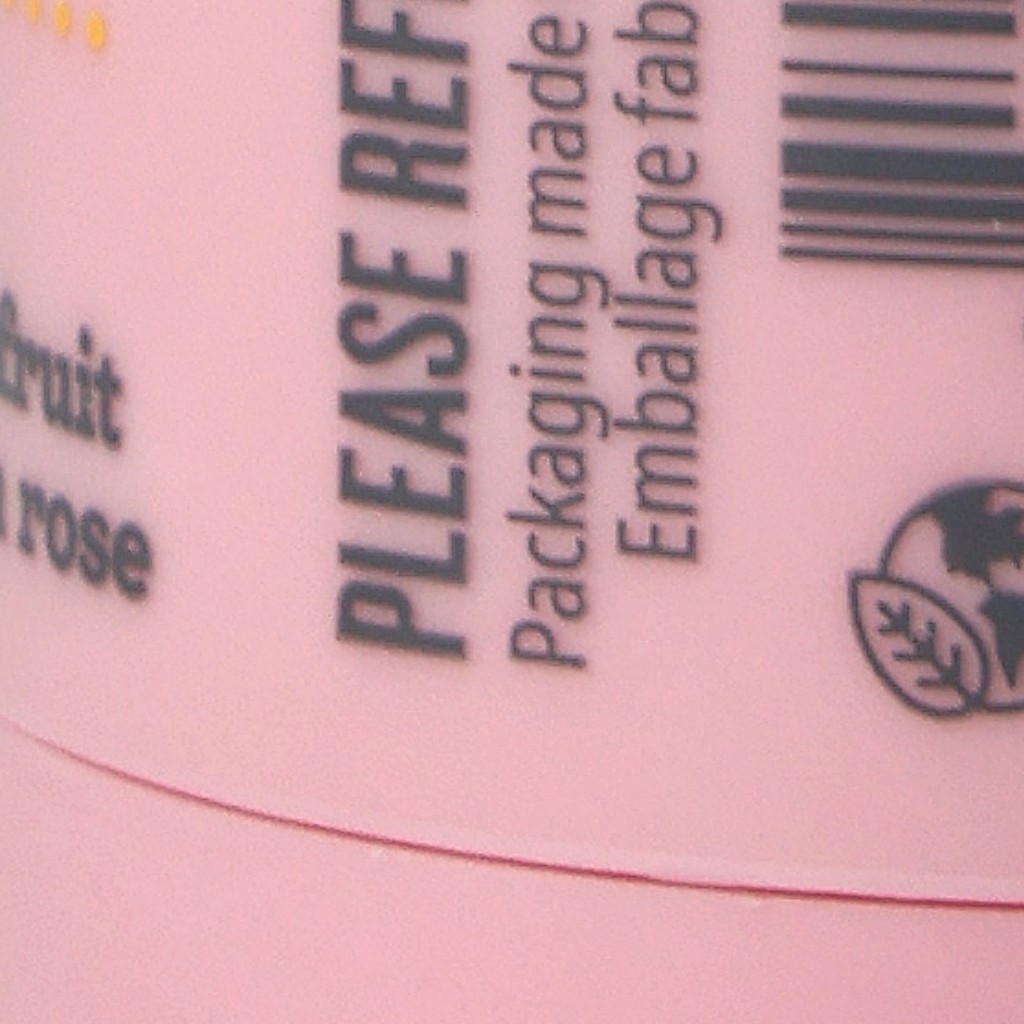 fruit
rose
PLEASE REF
Packaging made
Emballage fab